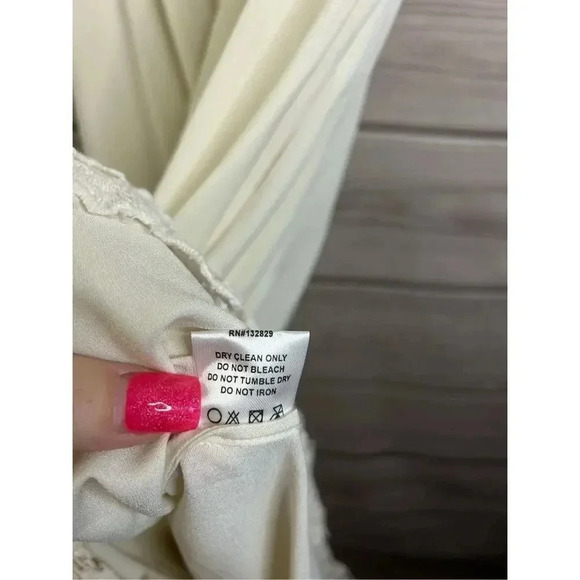 RN#132829
DRY CLEAN ONLY
DO NOT BLEACH
DO NOT TUMBLE DRY
DO NOT IRON